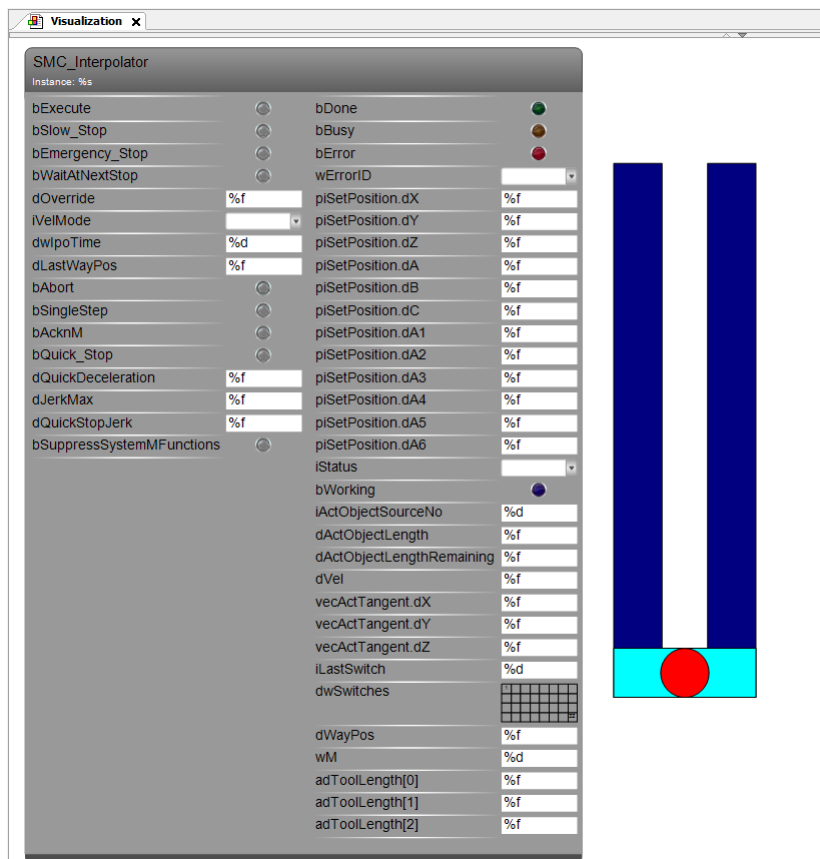 Visualization
SMC_Interpolator
Instance: %s
bExecute bDone
bSlow_Stop bBusy
bEmergency_Stop bError
bWaitAtNextStop wErrorID
dOverride %f piSetPosition.dX %f
iVelMode piSetPosition.dY %f
dwIpoTime %d piSetPosition.dZ %f
dLastWayPos %f piSetPosition.dA %f
bAbort piSetPosition.dB %f
bSingleStep piSetPosition.dC %f
bAcknM piSetPosition.dA1 %f
bQuick_Stop piSetPosition.dA2 %f
dQuickDeceleration %f piSetPosition.dA3 %f
dJerkMax %f piSetPosition.dA4 %f
dQuickStopJerk %f piSetPosition.dA5 %f
bSuppressSystemMFunctions piSetPosition.dA6 %f
iStatus
bWorking
iActObjectSourceNo %d
dActObjectLength %f
dActObjectLengthRemaining %f
dVel %f
vecActTangent.dX %f
vecActTangent.dY %f
vecActTangent.dZ %f
iLastSwitch %d
dwSwitches
dWayPos %f
wM %d
adToolLength[0] %f
adToolLength[1] %f
adToolLength[2] %f